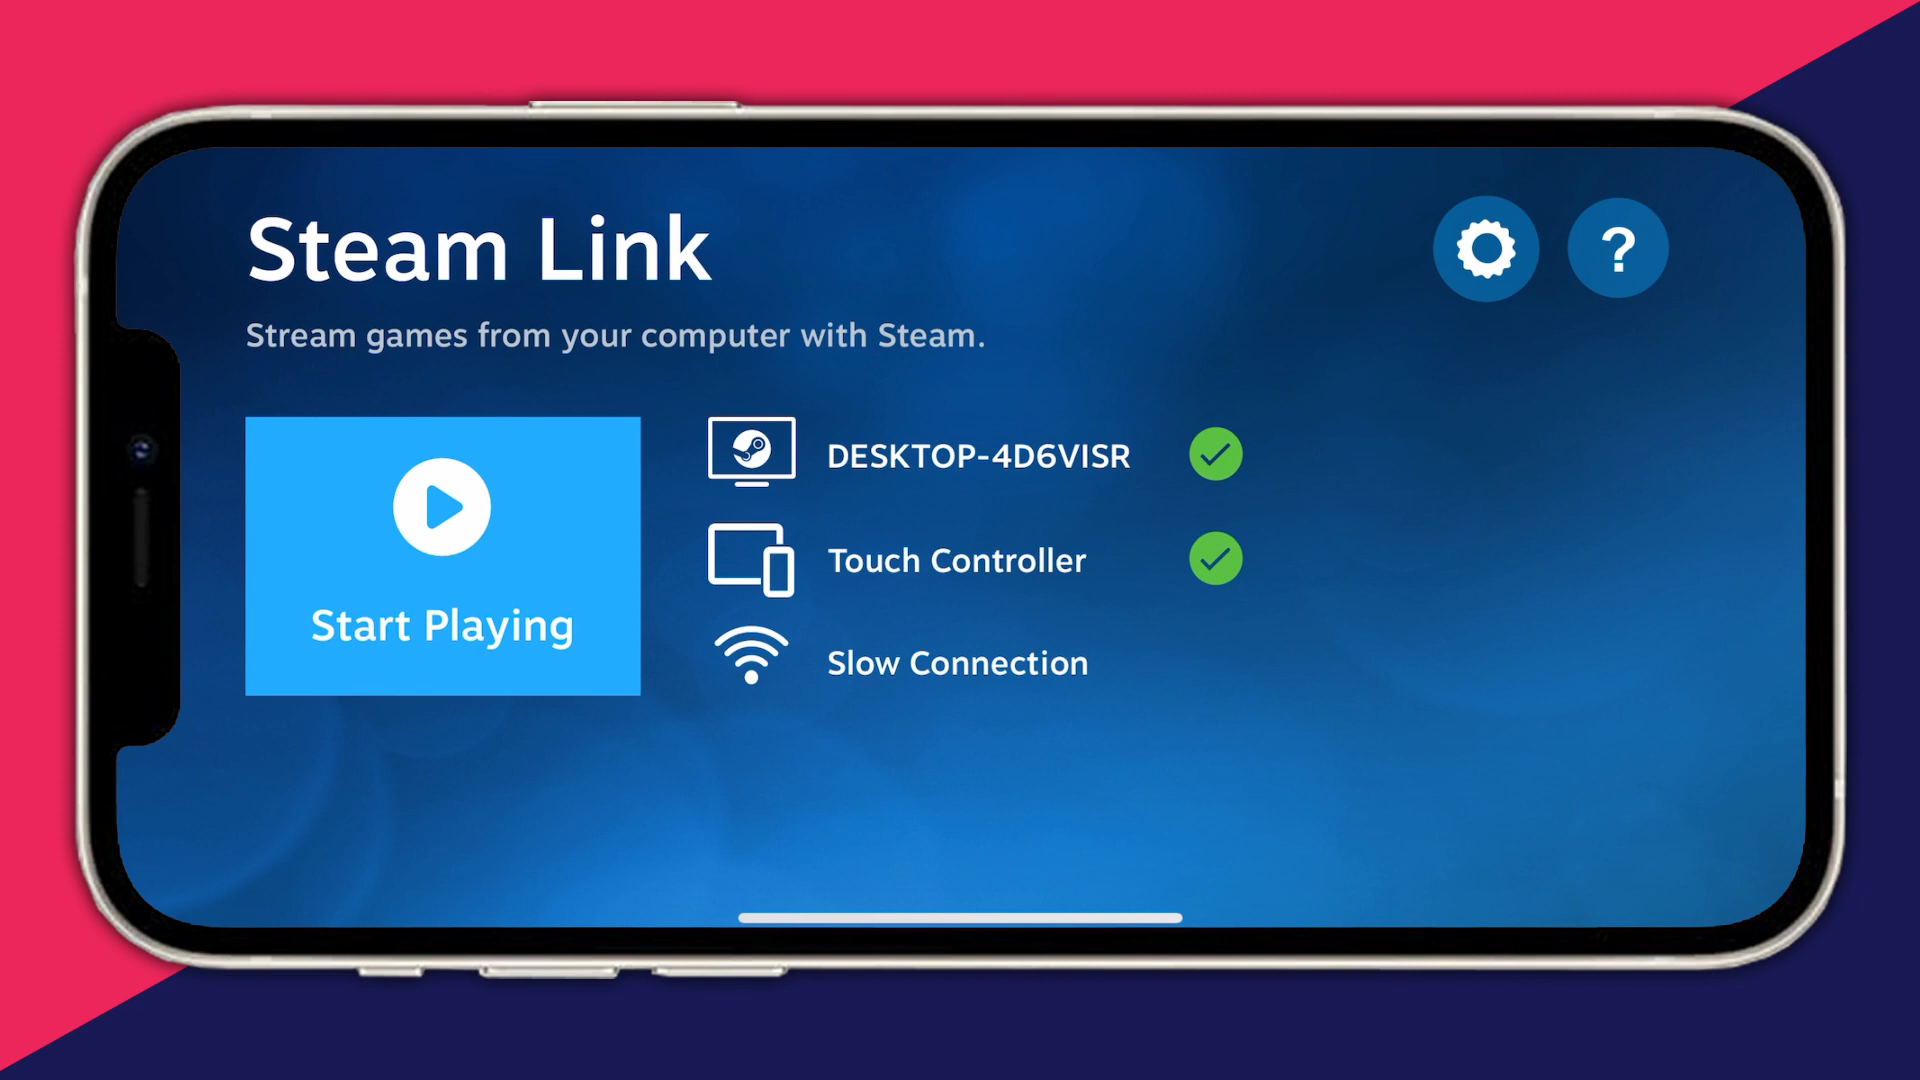 Steam Link
?
Stream games from your computer with Steam.
Start Playing
DESKTOP-4D6VISR
Touch Controller
Slow Connection